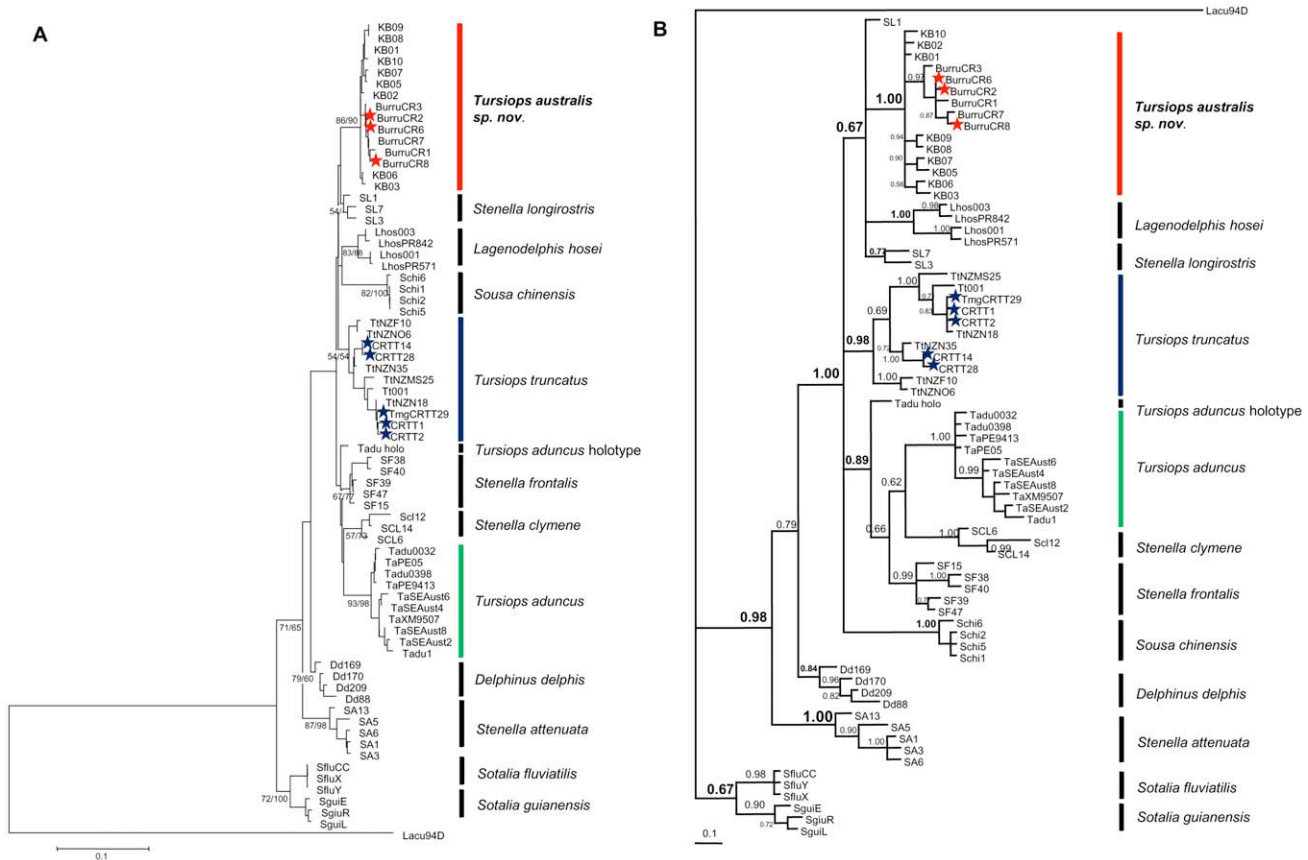 A
KB09
KB08
KB01
KB10
KB07
KB05
KB02
BurruCR3
BurruCR2
BurruCR6
BurruCR7
BurruCR1
BurruCR8
KB06
KB03
86/90
Tursiops australis
sp. nov.
SL1
SL7
SL3
54/
Stenella longirostris
Lhos003
LhosPR842
Lhos001
LhosPR571
83/88
Lagenodelphis hosei
Schi6
Schi1
Schi2
Schi5
82/100
Sousa chinensis
TtNZF10
TtNZNO6
CRTT14
CRTT28
TtNZN35
TtNZMS25
Tt001
TtNZN18
TmgCRTT29
CRTT1
CRTT2
54/54
Tursiops truncatus
Tadu holo
Tursiops aduncus holotype
SF38
SF40
SF39
SF47
SF15
67/77
Stenella frontalis
Scl12
SCL14
SCL6
57/73
Stenella clymene
Tadu0032
TaPE05
Tadu0398
TaPE9413
TaSEAust6
TaSEAust4
TaXM9507
TaSEAust8
TaSEAust2
Tadu1
93/98
Tursiops aduncus
71/65
Dd169
Dd170
Dd209
Dd88
79/60
Delphinus delphis
SA13
SA5
SA6
SA1
SA3
87/98
Stenella attenuata
SfluCC
SfluX
SfluY
Sotalia fluviatilis
72/100
SguiE
SgiuR
SguiL
Sotalia guianensis
Lacu94D
0.1
B
Lacu94D
SL1
KB10
KB02
KB01
BurruCR3
BurruCR6
BurruCR2
BurruCR1
BurruCR7
BurruCR8
KB09
KB08
KB07
KB05
KB06
KB03
0.97
1.00
0.87
0.94
0.90
0.56
0.67
Tursiops australis
sp. nov.
Lhos003
LhosPR842
Lhos001
LhosPR571
0.98
1.00
1.00
Lagenodelphis hosei
SL7
SL3
0.77
Stenella longirostris
TtNZMS25
Tt001
TmgCRTT29
CRTT1
CRTT2
TtNZN18
TtNZN35
CRTT14
CRTT28
TtNZF10
TtNZNO6
1.00
0.83
0.69
0.72
1.00
1.00
0.98
Tursiops truncatus
1.00
Tadu holo
Tursiops aduncus holotype
Tadu0032
Tadu0398
TaPE9413
TaPE05
TaSEAust6
TaSEAust4
TaSEAust8
TaXM9507
TaSEAust2
Tadu1
1.00
0.99
0.89
0.62
0.66
Tursiops aduncus
SCL6
Scl12
SCL14
1.00
0.99
Stenella clymene
SF15
SF38
SF40
SF39
SF47
0.99
1.00
Stenella frontalis
Schi6
Schi2
Schi5
Schi1
1.00
Sousa chinensis
0.79
0.98
Dd169
Dd170
Dd209
Dd88
0.84
0.96
0.82
Delphinus delphis
SA13
SA5
SA1
SA3
SA6
1.00
0.90
1.00
Stenella attenuata
SfluCC
SfluY
SfluX
0.98
Sotalia fluviatilis
0.67
SguiE
SgiuR
SguiL
0.90
0.72
Sotalia guianensis
0.1